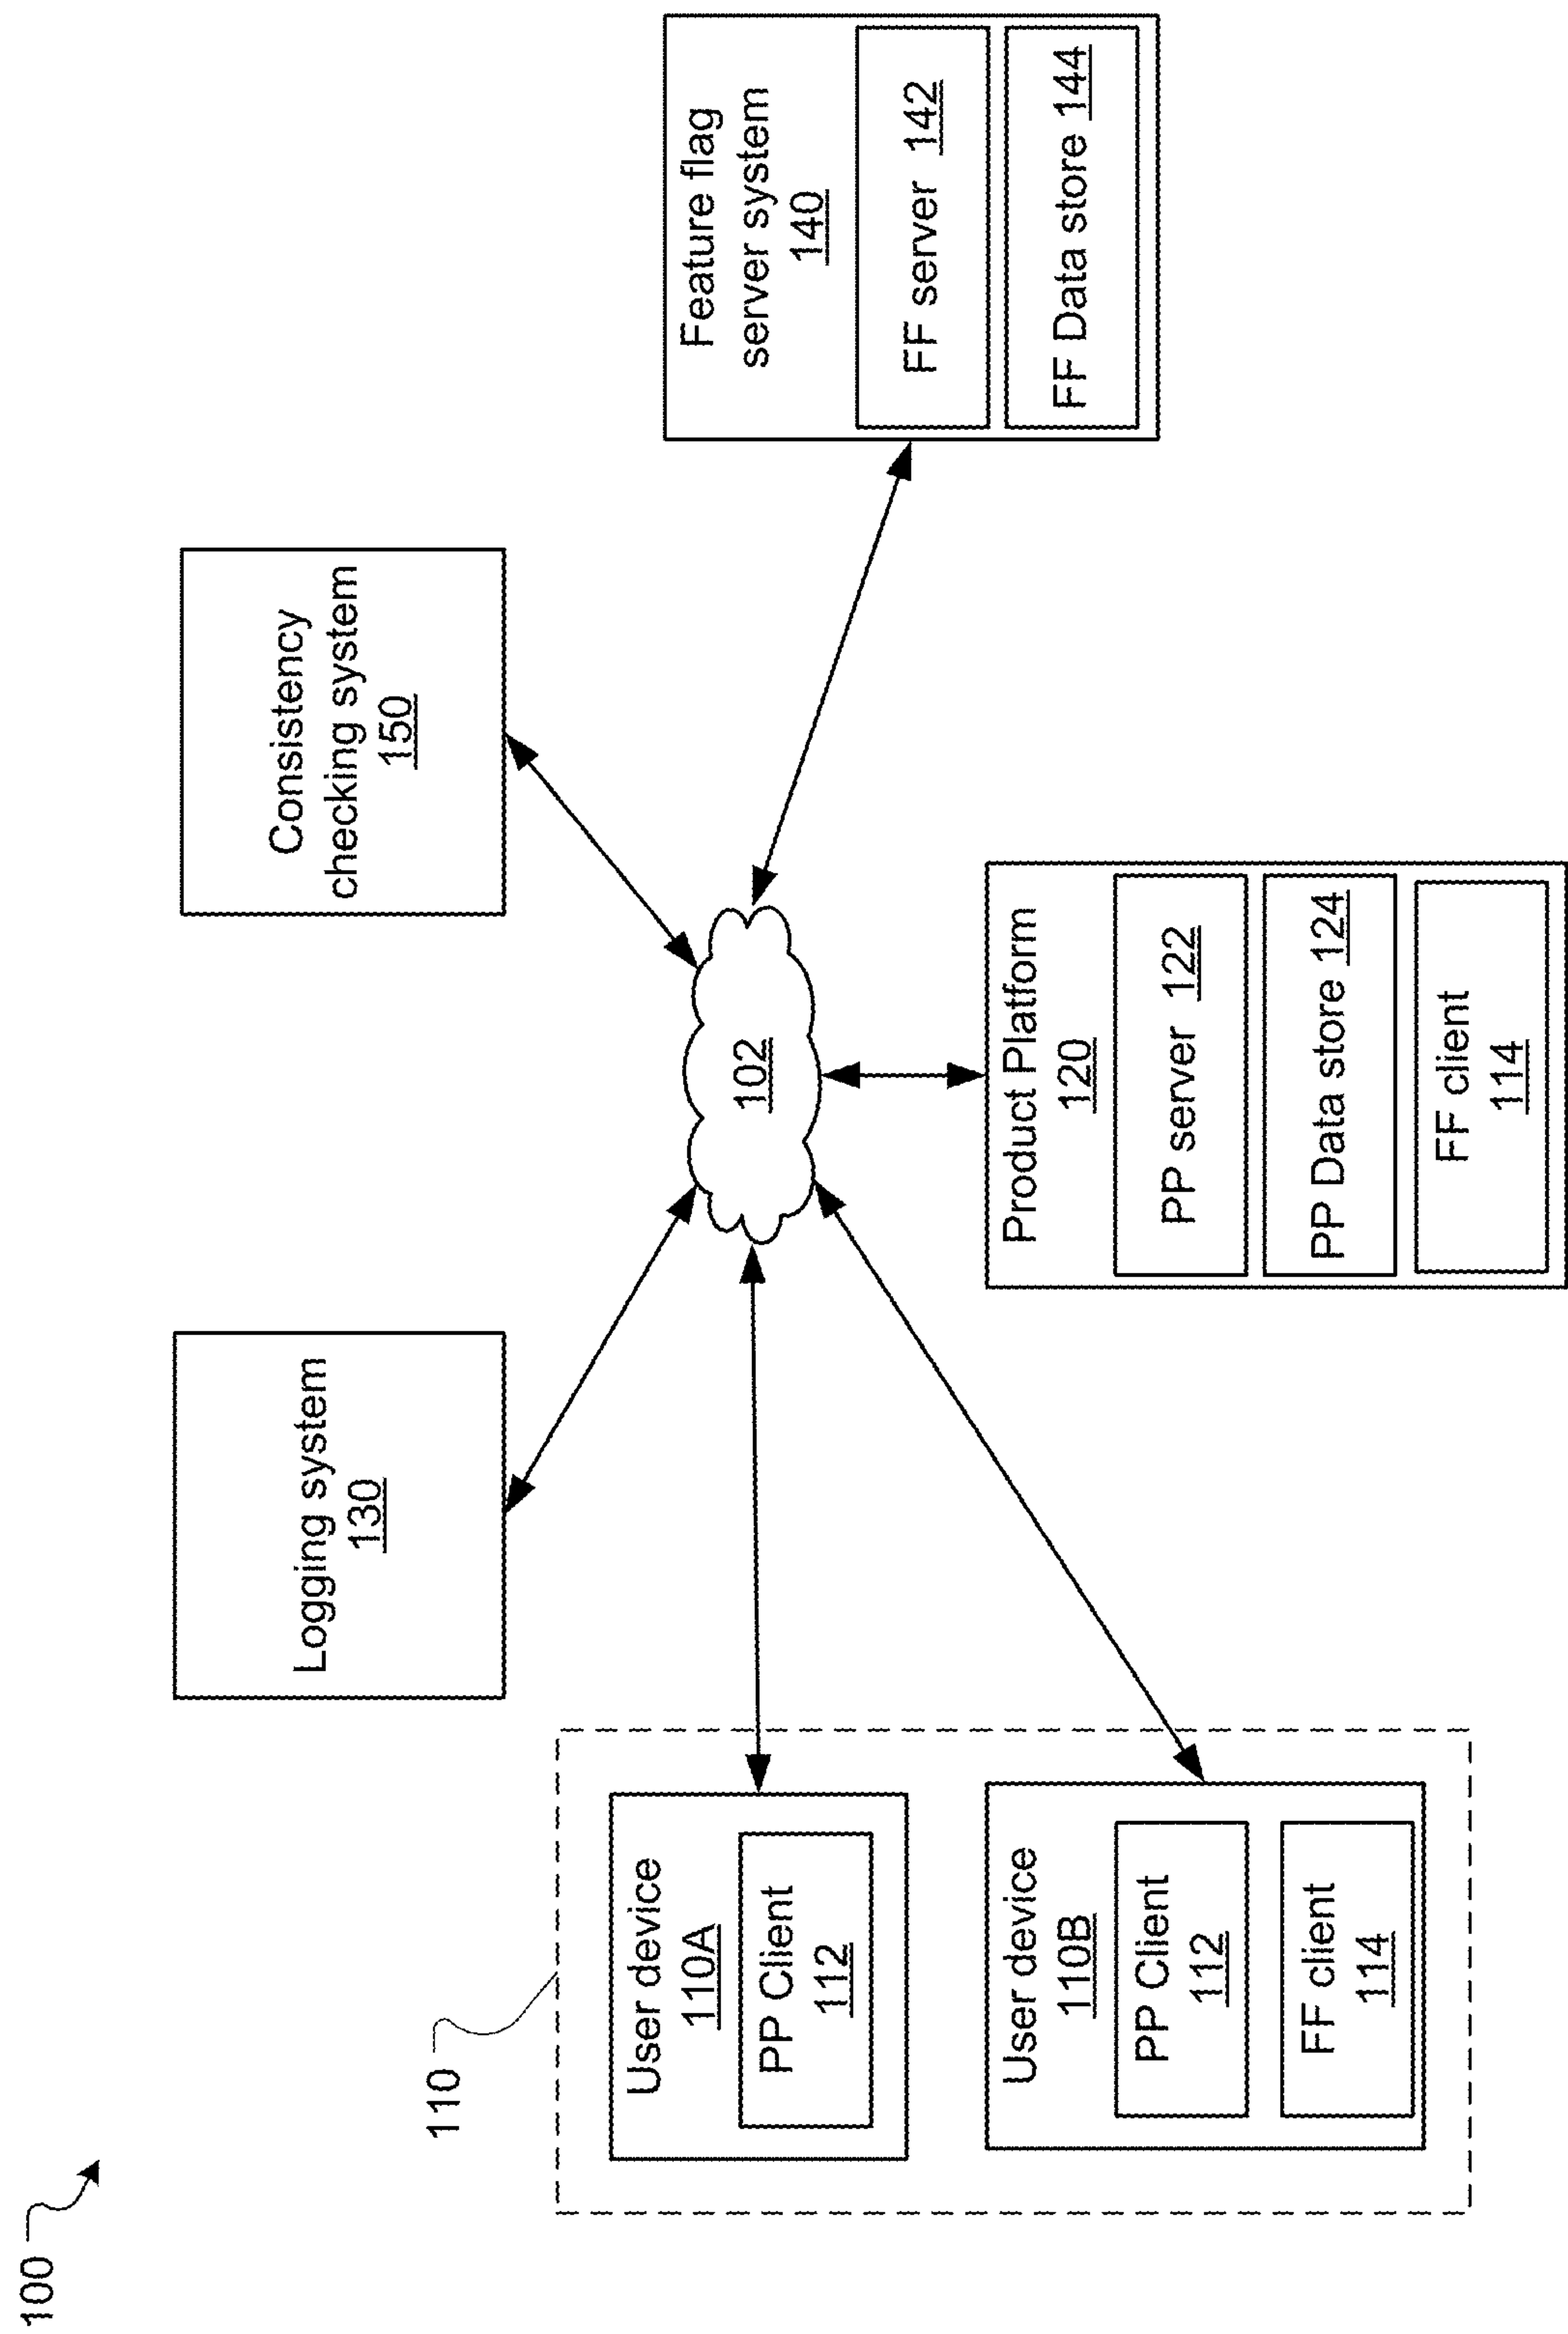 100
Logging system
130
Consistency
checking system
150
110
User device
110A
PP Client
112
User device
110B
PP Client
112
FF client
114
102
Product Platform
120
PP server 122
PP Data store 124
FF client
114
Feature flag
server system
140
FF server 142
FF Data store 144